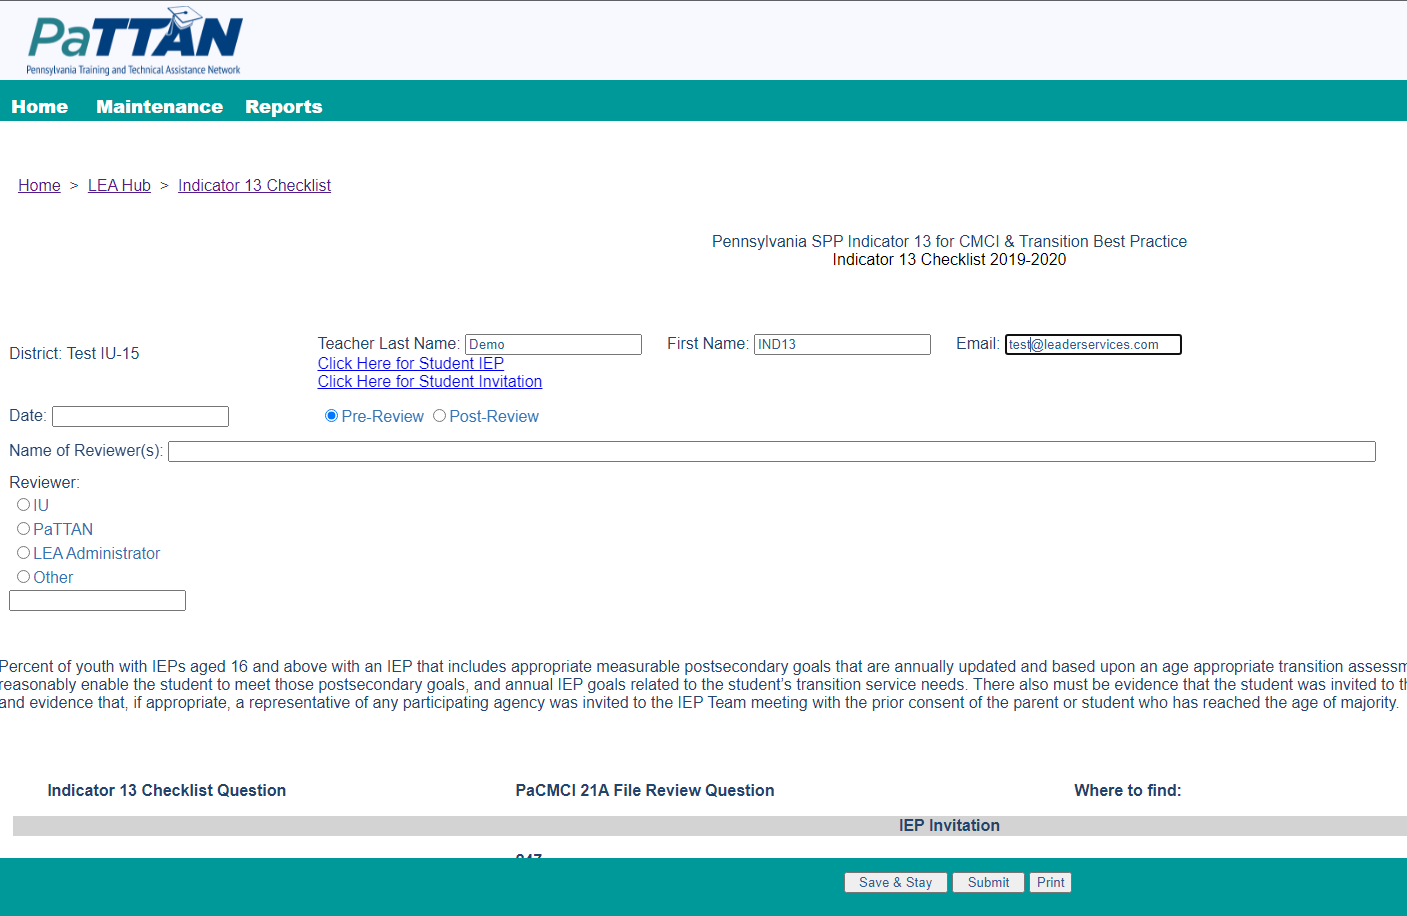 PaTTAN
Pennsylvania Training and Technical Assistance Network
Home Maintenance Reports
Home > LEA Hub > Indicator 13 Checklist
Pennsylvania SPP Indicator 13 for CMCI & Transition Best Practice
Indicator 13 Checklist 2019-2020
District: Test IU-15
Teacher Last Name: Demo First Name: IND13 Email: test@leaderservices.com
Click Here for Student IEP
Click Here for Student Invitation
Date: Pre-Review Post-Review
Name of Reviewer(s):
Reviewer:
IU
PaTTAN
LEA Administrator
Other
Percent of youth with IEPs aged 16 and above with an IEP that includes appropriate measurable postsecondary goals that are annually updated and based upon an age appropriate transition assessm
reasonably enable the student to meet those postsecondary goals, and annual IEP goals related to the student's transition service needs. There also must be evidence that the student was invited to th
and evidence that, if appropriate, a representative of any participating agency was invited to the IEP Team meeting with the prior consent of the parent or student who has reached the age of majority.
Indicator 13 Checklist Question PaCMCI 21A File Review Question Where to find:
IEP Invitation
Save & Stay Submit Print